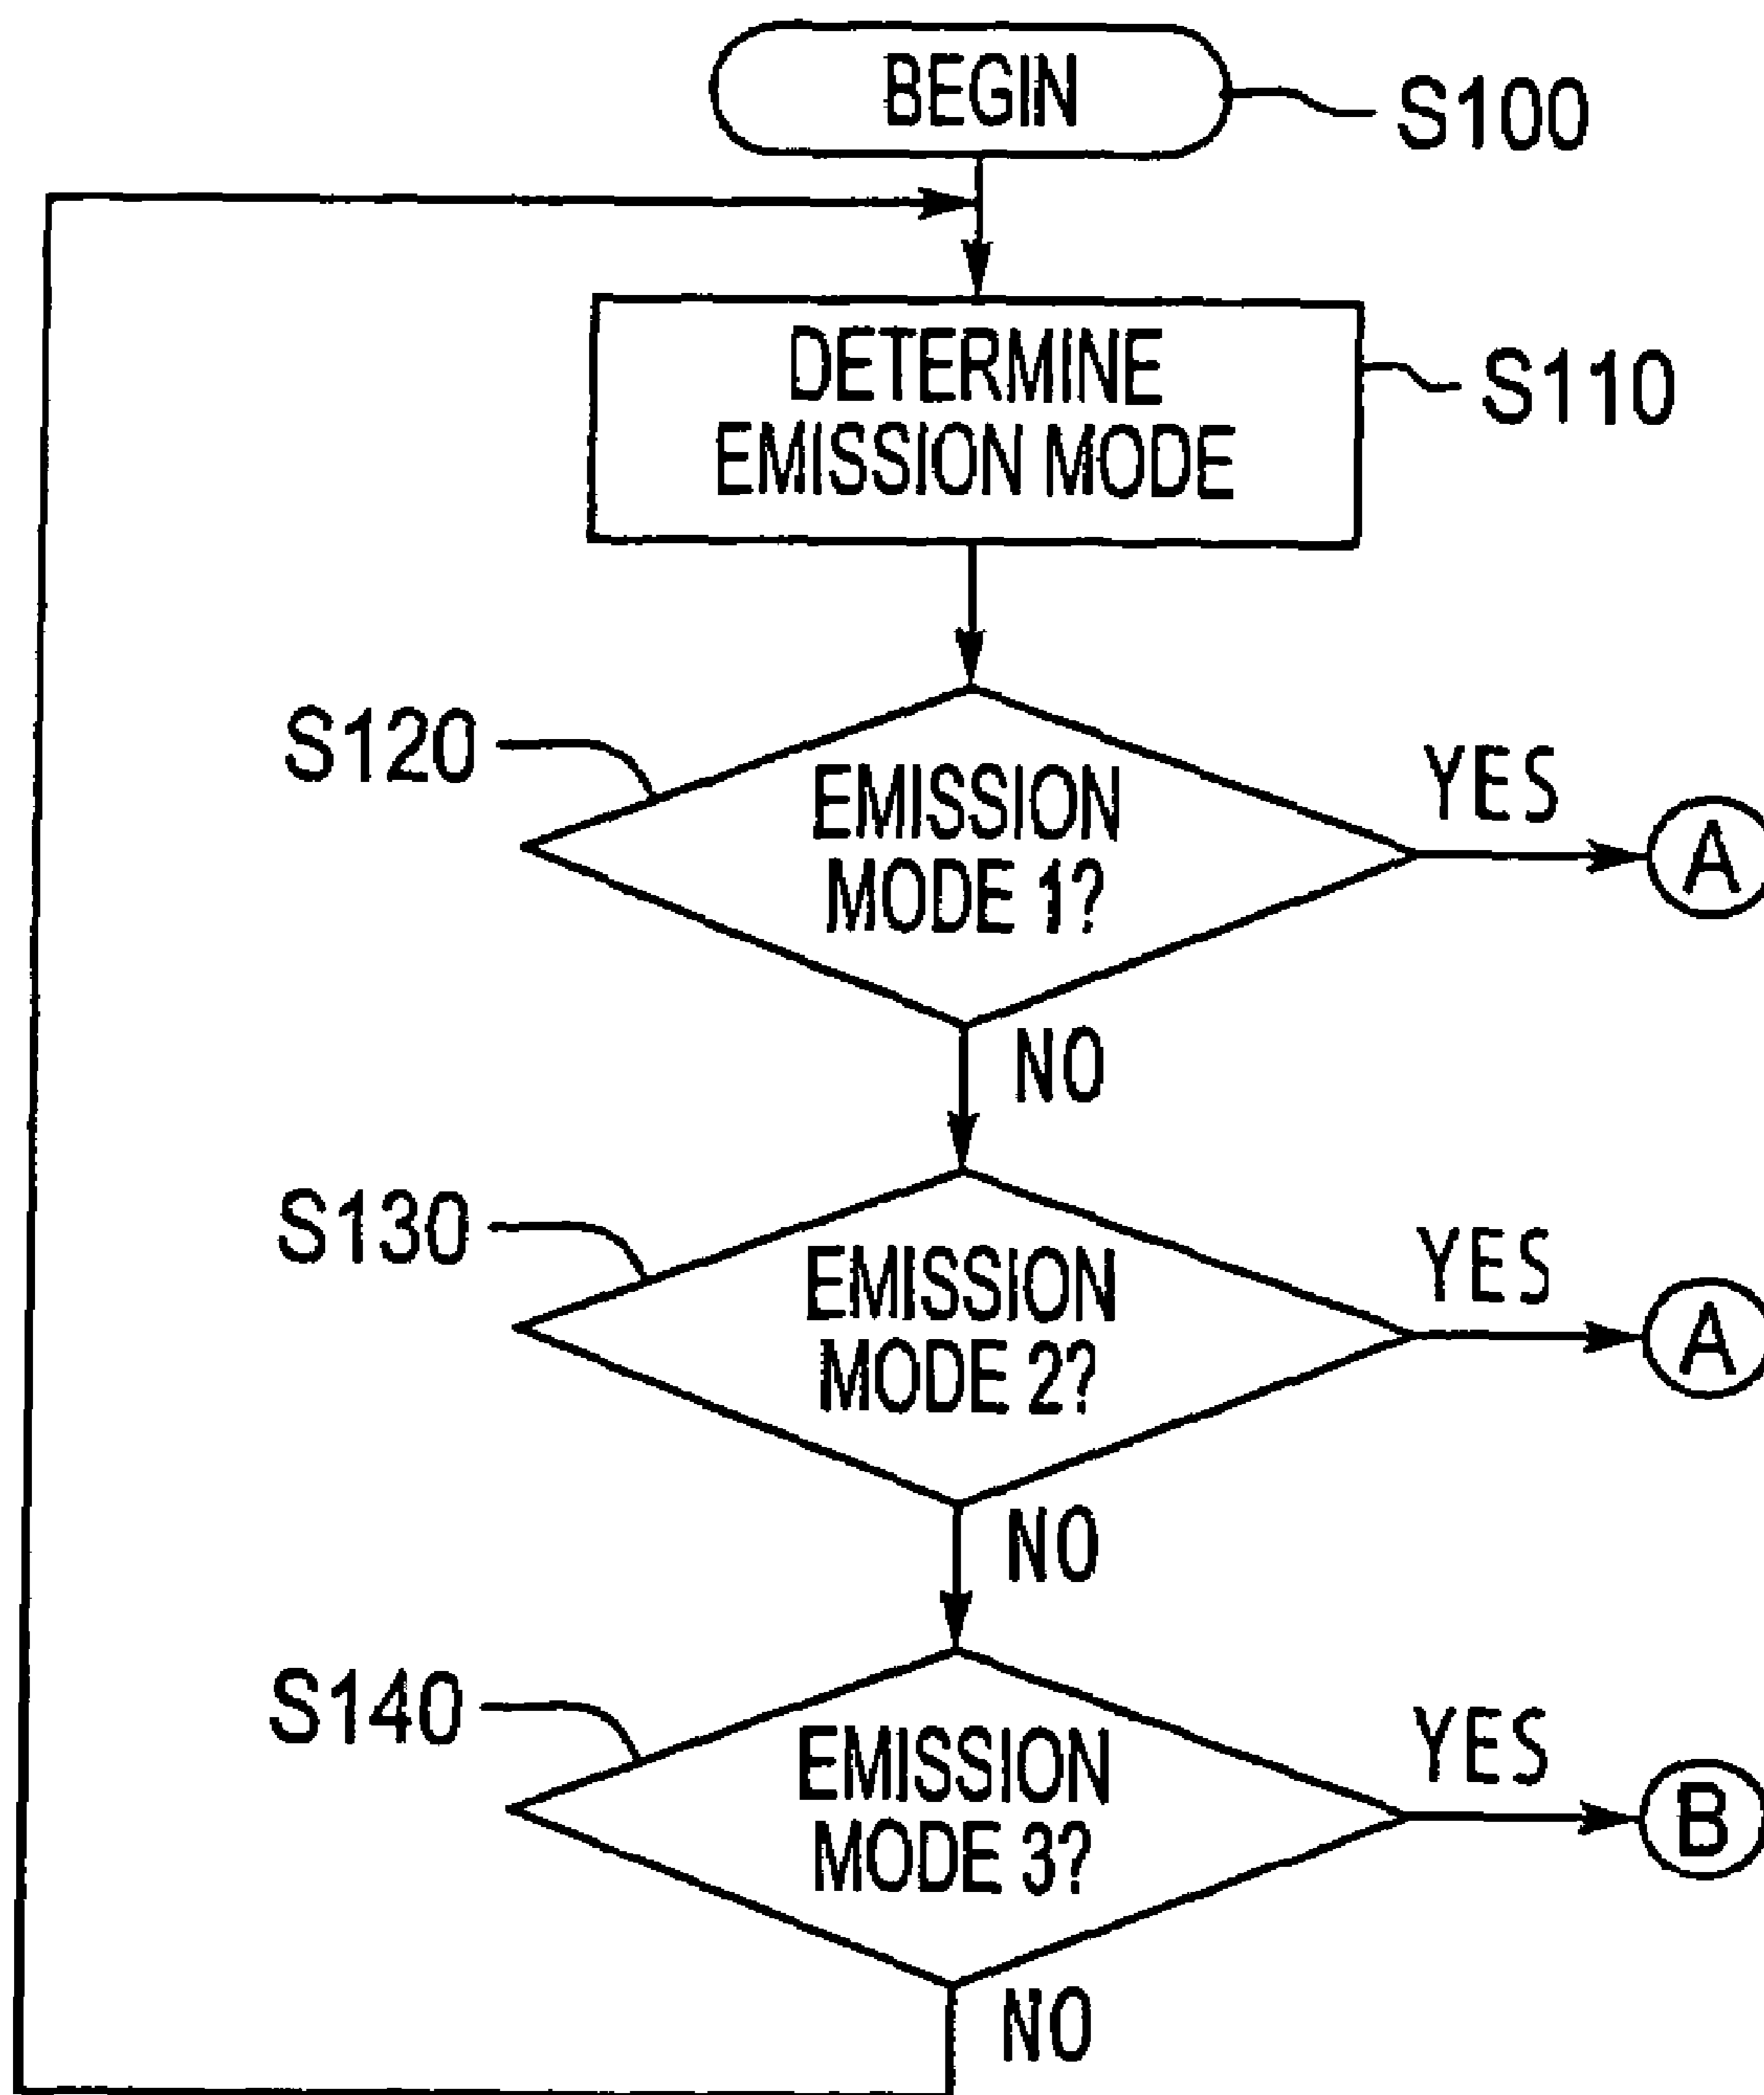 BEGIN
S100
DETERMINE
EMISSION MODE
S110
S120
EMISSION
MODE 1?
YES
A
NO
S130
EMISSION
MODE 2?
YES
A
NO
S140
EMISSION
MODE 3?
YES
B
NO